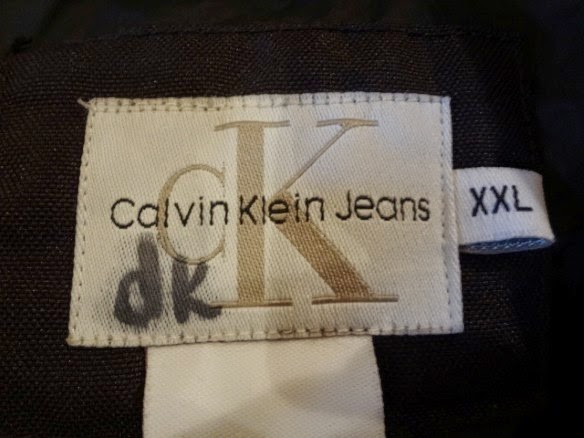 cK
Calvin Klein Jeans
XXL
dk